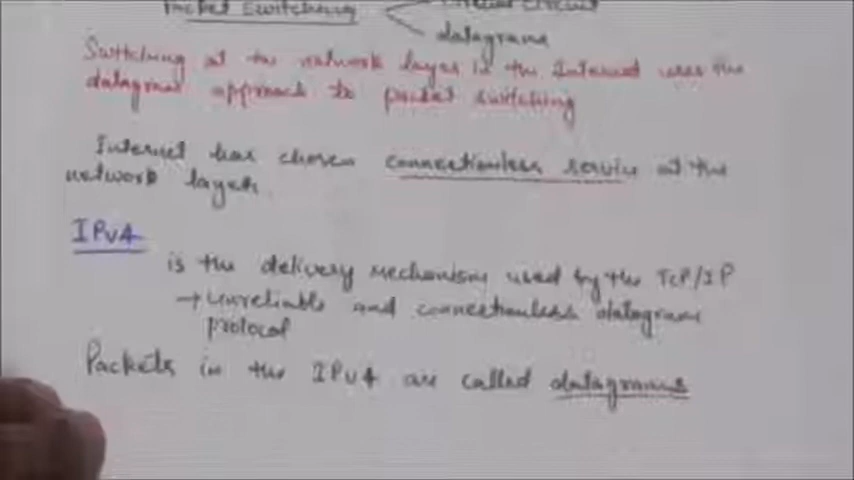 Packet Switching
circuit
datagrams
Switching at the network layer in the Internet uses the
datagram approach to packet switching
Internet has chosen connectionless service at the
network layer.
IPv4
is the delivery mechanism used by the TCP/IP
→ unreliable and connectionless datagram
protocol
Packets in the IPv4 are called datagrams